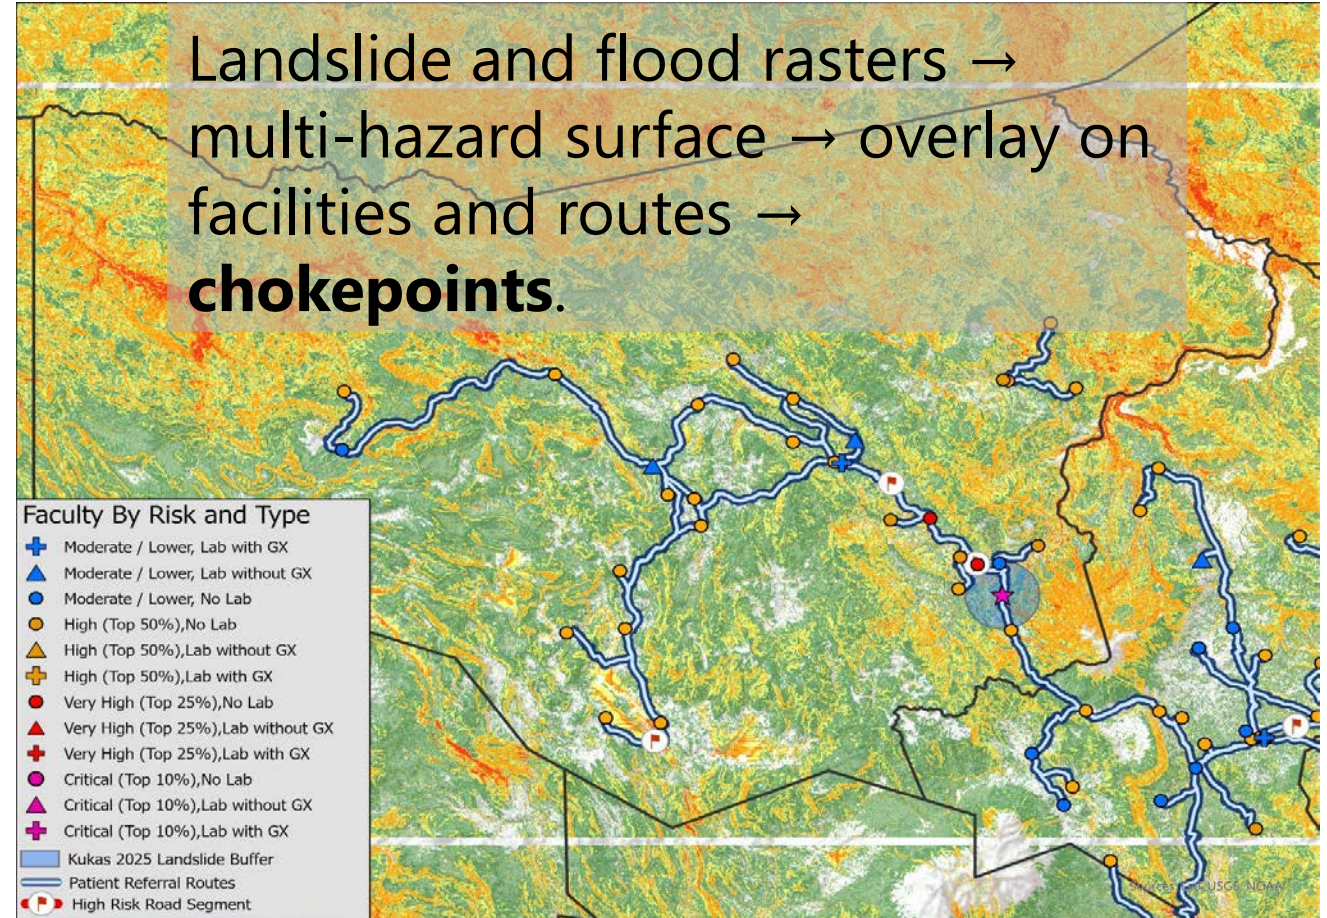 Landslide and flood rasters →
multi-hazard surface → overlay on
facilities and routes →
chokepoints.
Faculty By Risk and Type
Moderate / Lower, Lab with GX
Moderate / Lower, Lab without GX
Moderate / Lower, No Lab
High (Top 50%),No Lab
High (Top 50%),Lab without GX
High (Top 50%),Lab with GX
Very High (Top 25%),No Lab
Very High (Top 25%),Lab without GX
Very High (Top 25%),Lab with GX
Critical (Top 10%),No Lab
Critical (Top 10%),Lab without GX
Critical (Top 10%),Lab with GX
Kukas 2025 Landslide Buffer
Patient Referral Routes
High Risk Road Segment
USGS, NOAA